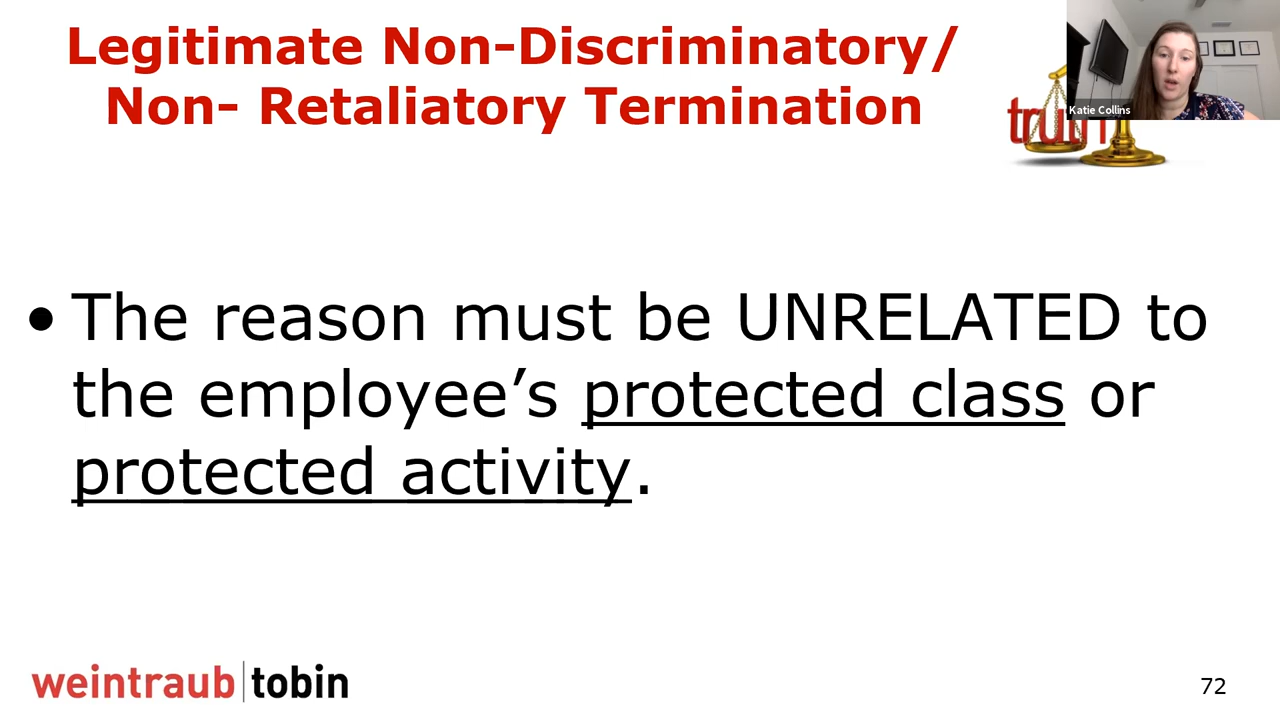 Legitimate Non-Discriminatory/
Non- Retaliatory Termination
truth
Katie Collins
• The reason must be UNRELATED to
the employee’s protected class or
protected activity.
weintraub|tobin
72